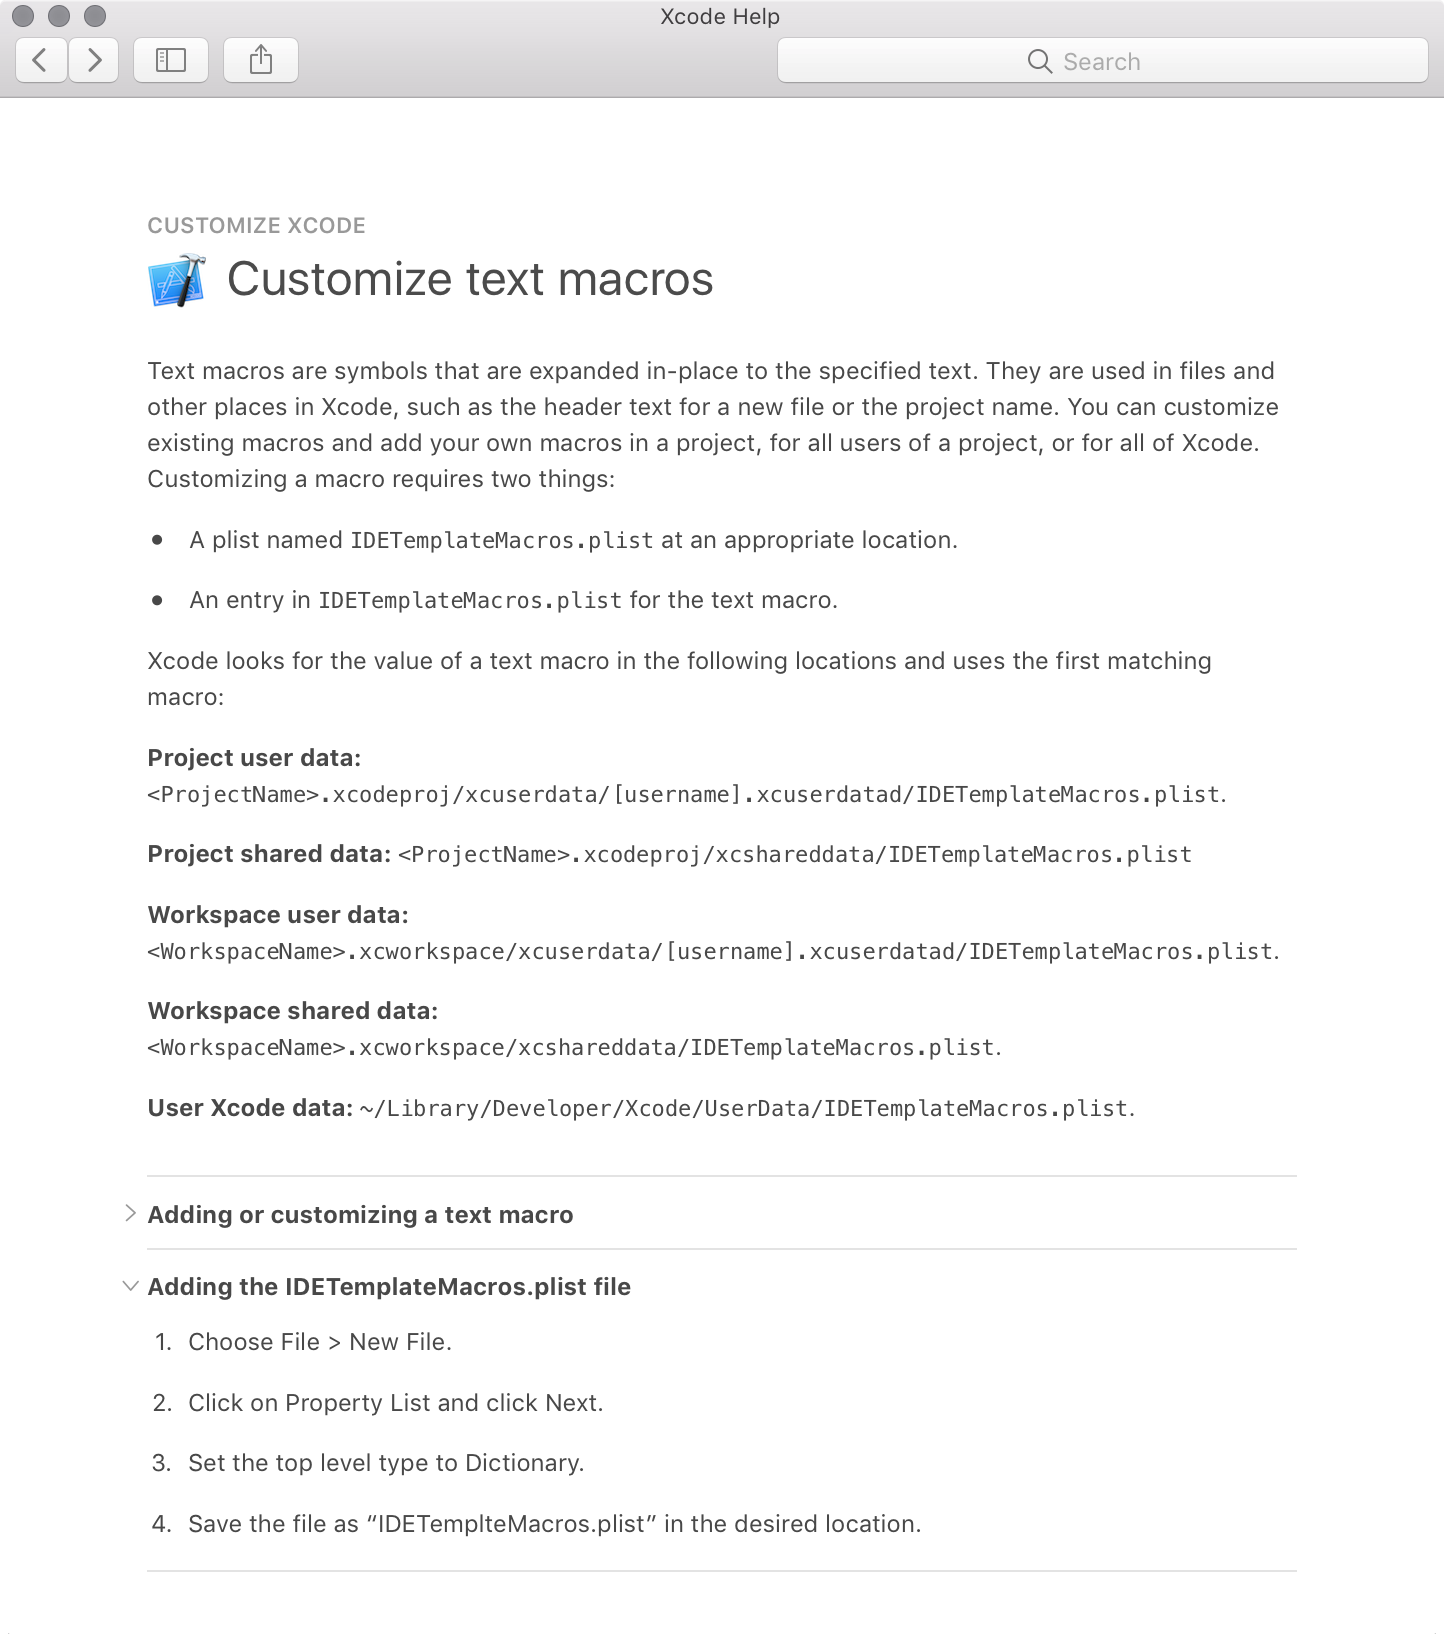 Xcode Help
Search
CUSTOMIZE XCODE
Customize text macros
Text macros are symbols that are expanded in-place to the specified text. They are used in files and
other places in Xcode, such as the header text for a new file or the project name. You can customize
existing macros and add your own macros in a project, for all users of a project, or for all of Xcode.
Customizing a macro requires two things:
• A plist named IDETemplateMacros.plist at an appropriate location.
• An entry in IDETemplateMacros.plist for the text macro.
Xcode looks for the value of a text macro in the following locations and uses the first matching
macro:
Project user data:
<ProjectName>.xcodeproj/xcuserdata/[username].xcuserdatad/IDETemplateMacros.plist.
Project shared data: <ProjectName>.xcodeproj/xcshareddata/IDETemplateMacros.plist
Workspace user data:
<WorkspaceName>.xcworkspace/xcuserdata/[username].xcuserdatad/IDETemplateMacros.plist.
Workspace shared data:
<WorkspaceName>.xcworkspace/xcshareddata/IDETemplateMacros.plist.
User Xcode data: ~/Library/Developer/Xcode/UserData/IDETemplateMacros.plist.
Adding or customizing a text macro
Adding the IDETemplateMacros.plist file
1. Choose File > New File.
2. Click on Property List and click Next.
3. Set the top level type to Dictionary.
4. Save the file as “IDETemplteMacros.plist” in the desired location.